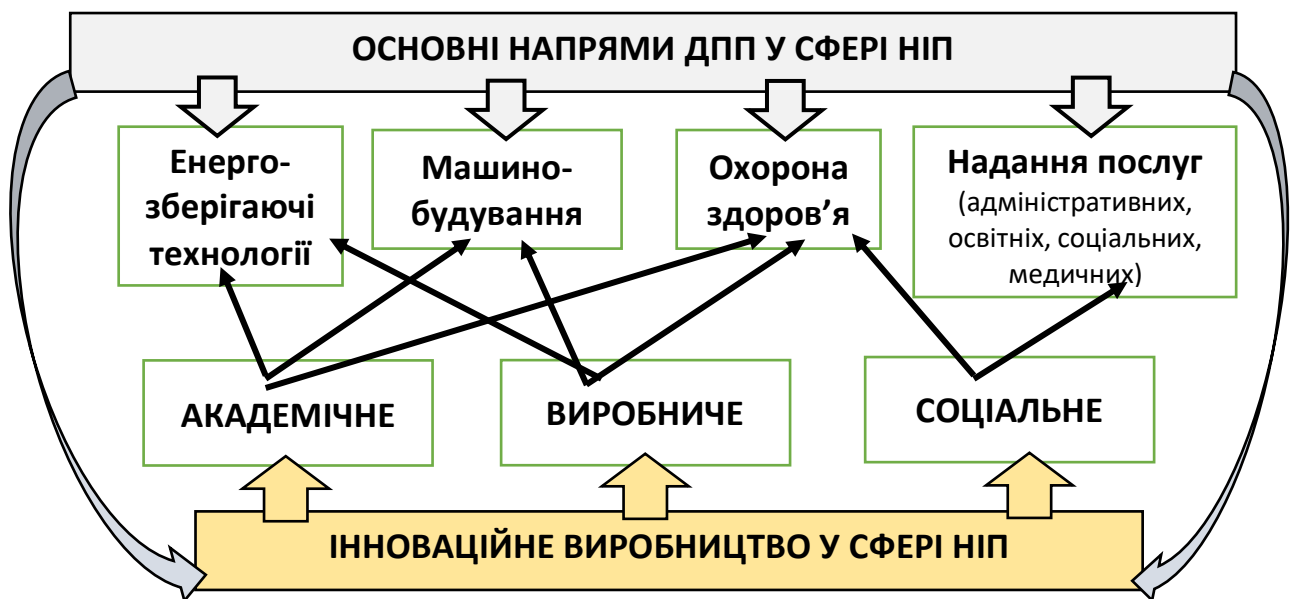 ОСНОВНІ НАПРЯМИ ДПП У СФЕРІ НІП
Енерго-
зберігаючі
технології
Машино-
будування
Охорона
здоров’я
Надання послуг
(адміністративних,
освітніх, соціальних,
медичних)
АКАДЕМІЧНЕ
ВИРОБНИЧЕ
СОЦІАЛЬНЕ
ІННОВАЦІЙНЕ ВИРОБНИЦТВО У СФЕРІ НІП